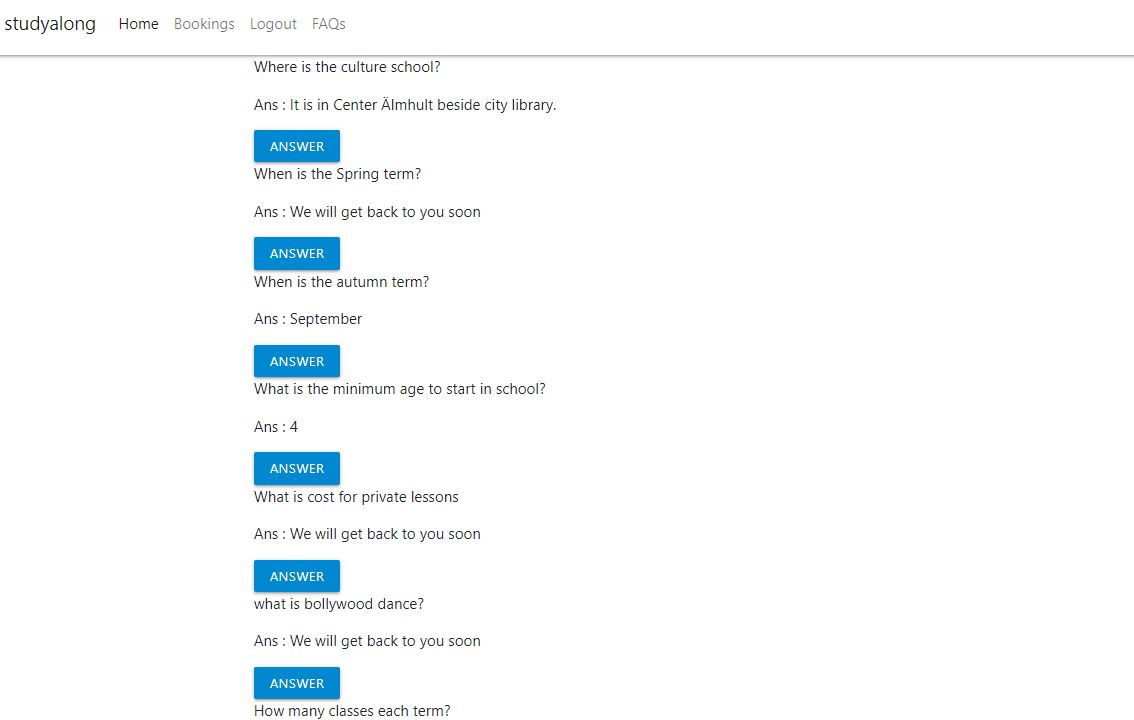 studyalong Home Bookings Logout FAQs
Where is the culture school?
Ans : It is in Center Älmhult beside city library.
ANSWER
When is the Spring term?
Ans : We will get back to you soon
ANSWER
When is the autumn term?
Ans : September
ANSWER
What is the minimum age to start in school?
Ans : 4
ANSWER
What is cost for private lessons
Ans : We will get back to you soon
ANSWER
what is bollywood dance?
Ans : We will get back to you soon
ANSWER
How many classes each term?